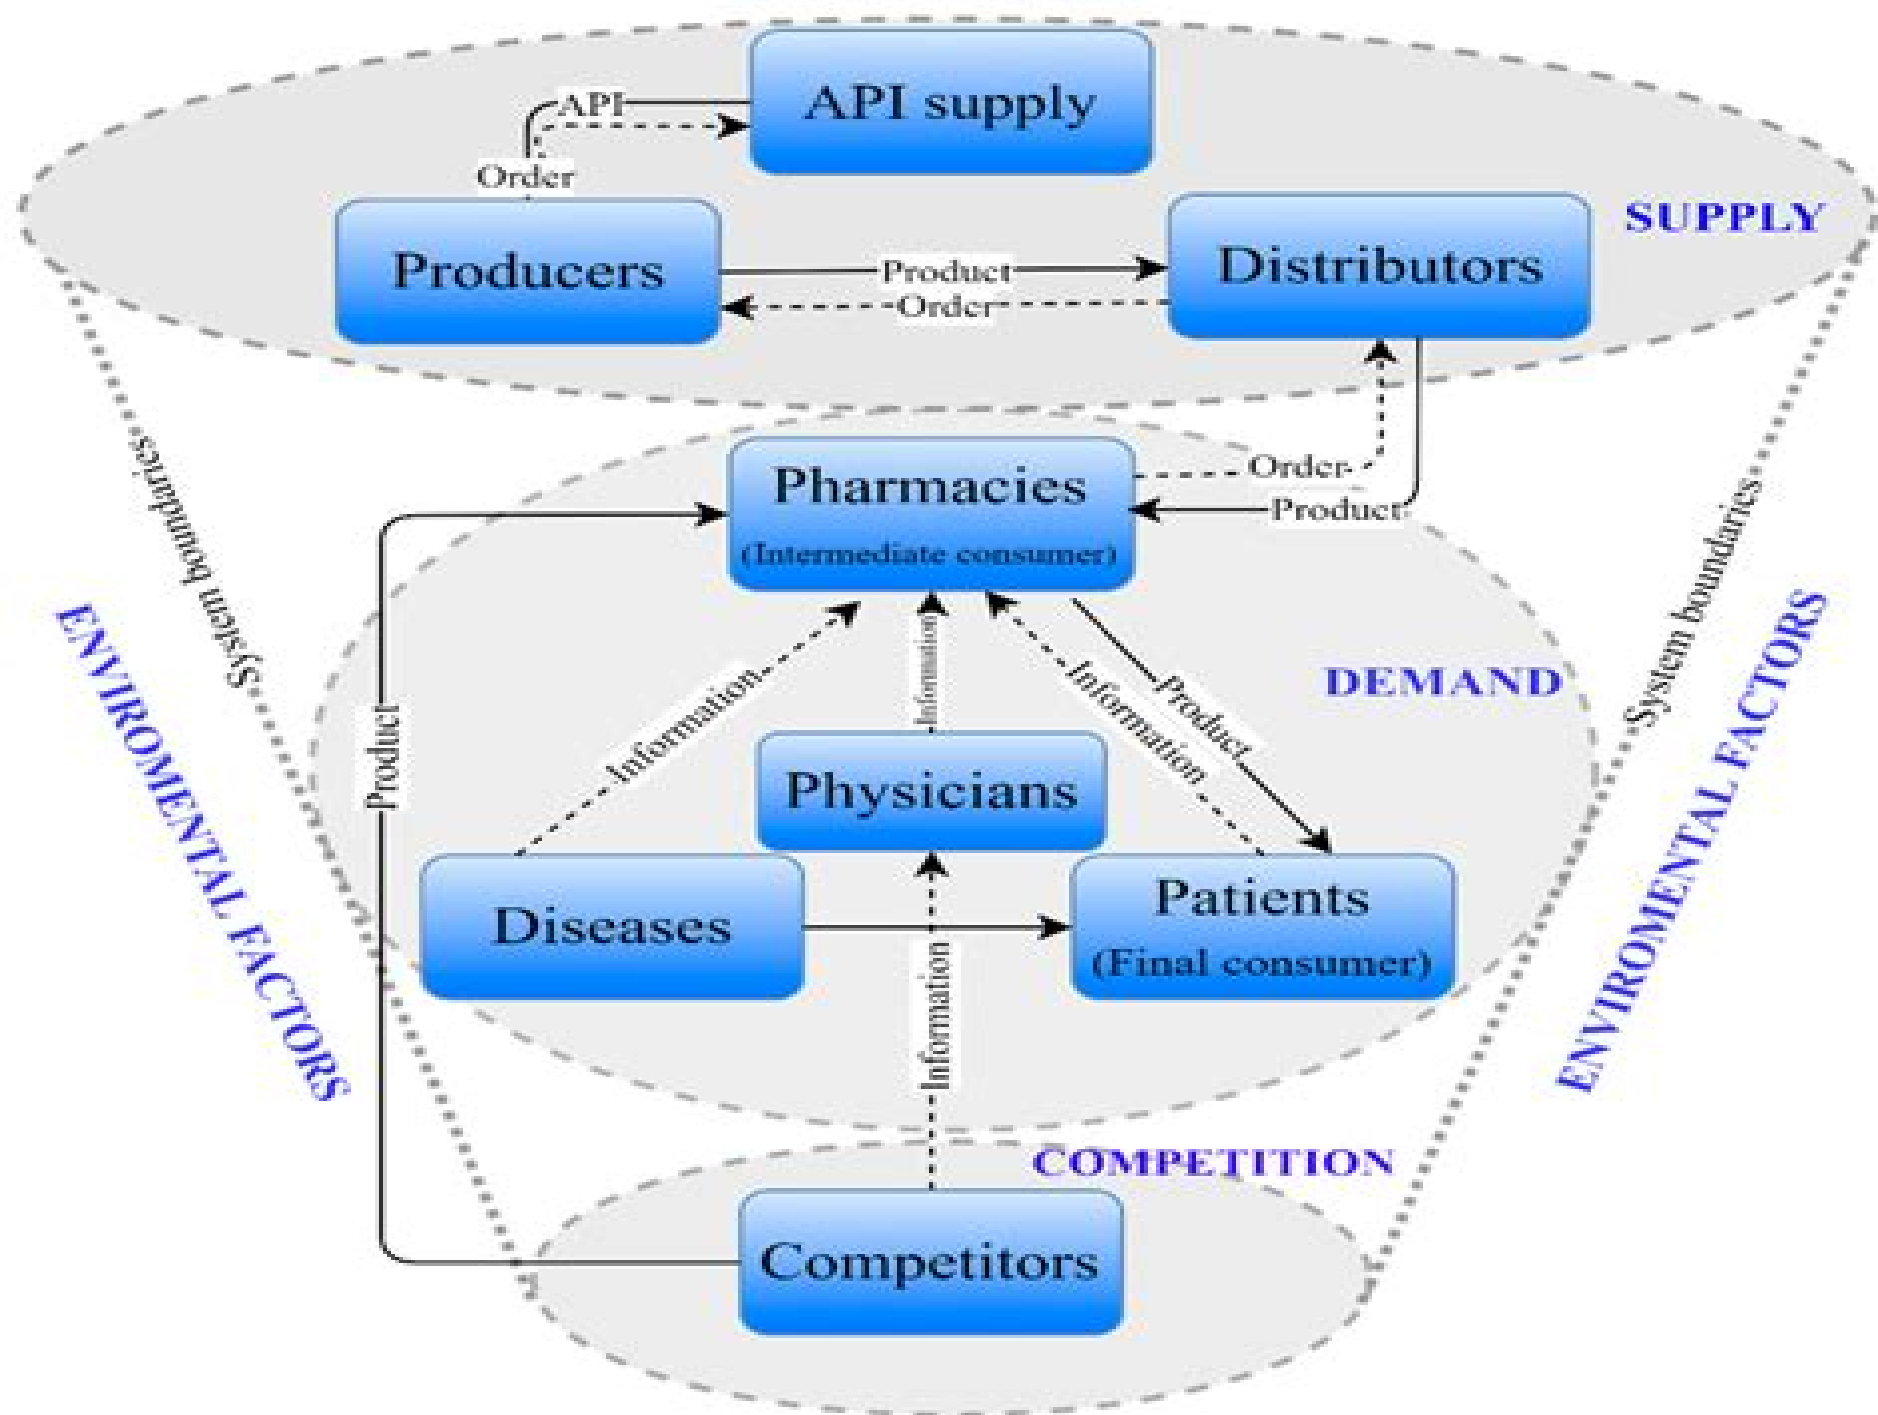 API supply
API
Order
Producers
Product
Order
Distributors
SUPPLY
Pharmacies
(Intermediate consumer)
Order
Product
System boundaries
System boundaries
ENVIROMENTAL FACTORS
ENVIROMENTAL FACTORS
Product
Information
Information
Information
Product
DEMAND
Physicians
Diseases
Patients
(Final consumer)
Information
COMPETITION
Competitors